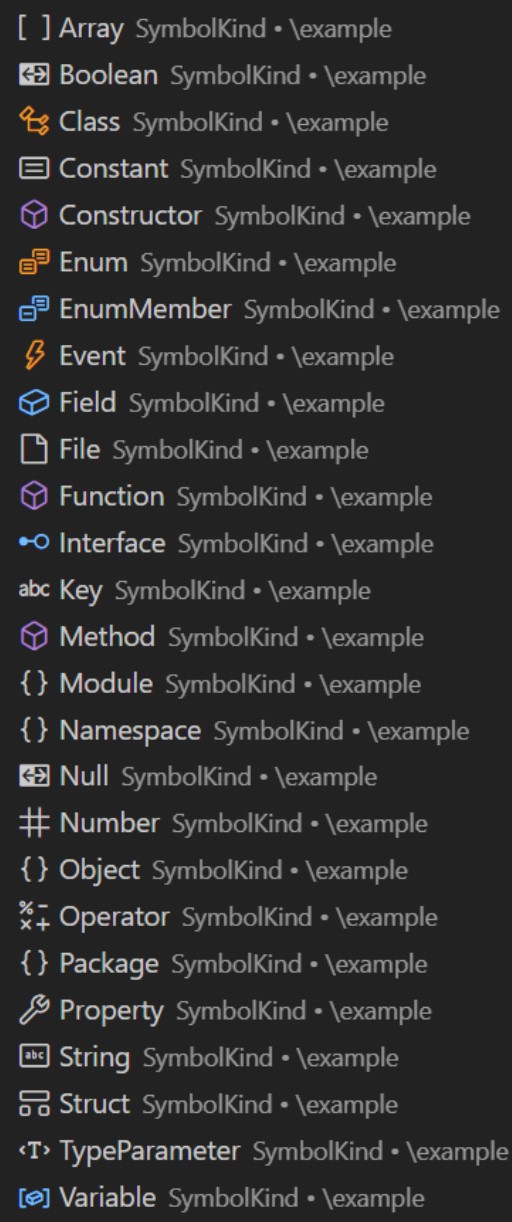 [ ] Array SymbolKind • \example
Boolean SymbolKind • \example
Class SymbolKind • \example
Constant SymbolKind • \example
Constructor SymbolKind • \example
Enum SymbolKind • \example
EnumMember SymbolKind • \example
Event SymbolKind • \example
Field SymbolKind • \example
File SymbolKind • \example
Function SymbolKind • \example
Interface SymbolKind • \example
abc Key SymbolKind • \example
Method SymbolKind • \example
{ } Module SymbolKind • \example
{ } Namespace SymbolKind • \example
Null SymbolKind • \example
Number SymbolKind • \example
{ } Object SymbolKind • \example
Operator SymbolKind • \example
{ } Package SymbolKind • \example
Property SymbolKind • \example
abc String SymbolKind • \example
Struct SymbolKind • \example
‹T› TypeParameter SymbolKind • \example
Variable SymbolKind • \example